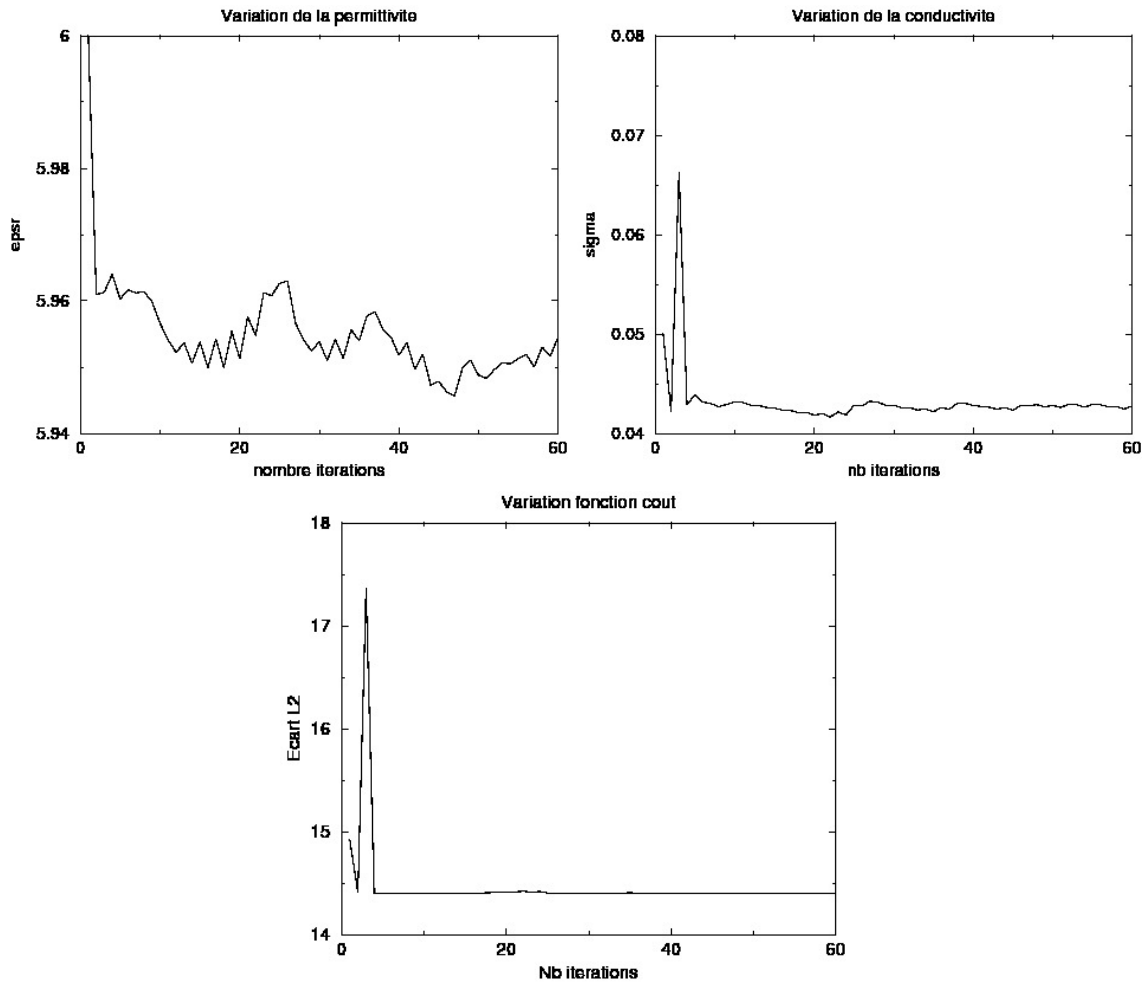 Variation de la permittivite
6
5.98
5.96
5.94
epsr
0 20 40 60
nombre iterations
Variation de la conductivite
0.08
0.07
0.06
0.05
0.04
sigma
0 20 40 60
nb iterations
Variation fonction cout
18
17
16
15
14
Ecart L2
0 20 40 60
Nb iterations